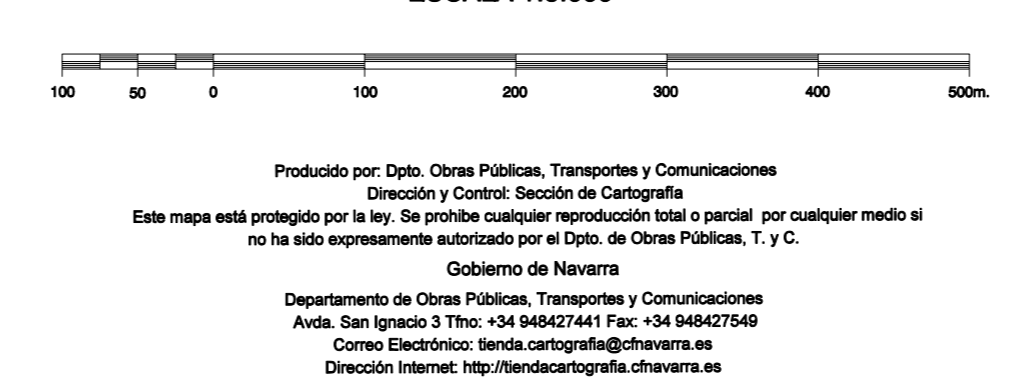 100 50 0 100 200 300 400 500m.
Producido por: Dpto. Obras Públicas, Transportes y Comunicaciones
Dirección y Control: Sección de Cartografía
Este mapa está protegido por la ley. Se prohibe cualquier reproducción total o parcial por cualquier medio si
no ha sido expresamente autorizado por el Dpto. de Obras Públicas, T. y C.
Gobierno de Navarra
Departamento de Obras Públicas, Transportes y Comunicaciones
Avda. San Ignacio 3 Tfno: +34 948427441 Fax: +34 948427549
Correo Electrónico: tienda.cartografia@cfnavarra.es
Dirección Internet: http://tiendacartografia.cfnavarra.es